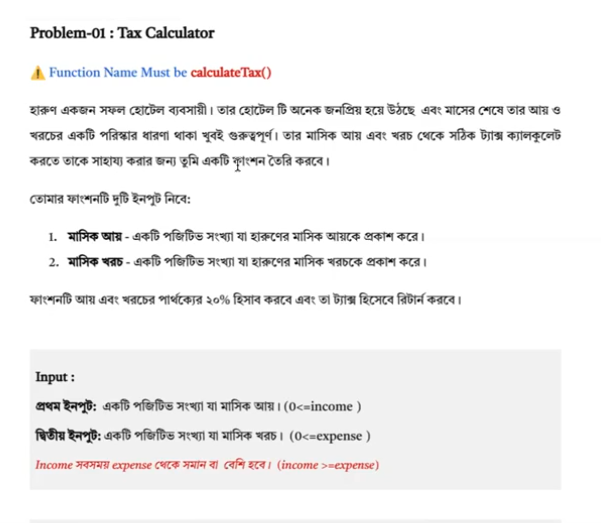 Problem-01 : Tax Calculator
⚠️ Function Name Must be calculateTax()
হারুণ একজন সফল হোটেল ব্যবসায়ী। তার হোটেল টি অনেক জনপ্রিয় হয়ে উঠছে এবং মাসের শেষে তার আয় ও
খরচের একটি পরিস্কার ধারণা থাকা খুবই গুরুত্বপূর্ণ। তার মাসিক আয় এবং খরচ থেকে সঠিক ট্যাক্স ক্যালকুলেট
করতে তাকে সাহায্য করার জন্য তুমি একটি ফাংশন তৈরি করবে।
তোমার ফাংশনটি দুটি ইনপুট নিবে:
1. মাসিক আয় - একটি পজিটিভ সংখ্যা যা হারুণের মাসিক আয়কে প্রকাশ করে।
2. মাসিক খরচ - একটি পজিটিভ সংখ্যা যা হারুণের মাসিক খরচকে প্রকাশ করে।
ফাংশনটি আয় এবং খরচের পার্থক্যের ২০% হিসাব করবে এবং তা ট্যাক্স হিসেবে রিটার্ন করবে।
Input :
প্রথম ইনপুট: একটি পজিটিভ সংখ্যা যা মাসিক আয়। (0<=income )
দ্বিতীয় ইনপুট: একটি পজিটিভ সংখ্যা যা মাসিক খরচ। (0<=expense )
Income সবসময় expense থেকে সমান বা বেশি হবে। (income >=expense)